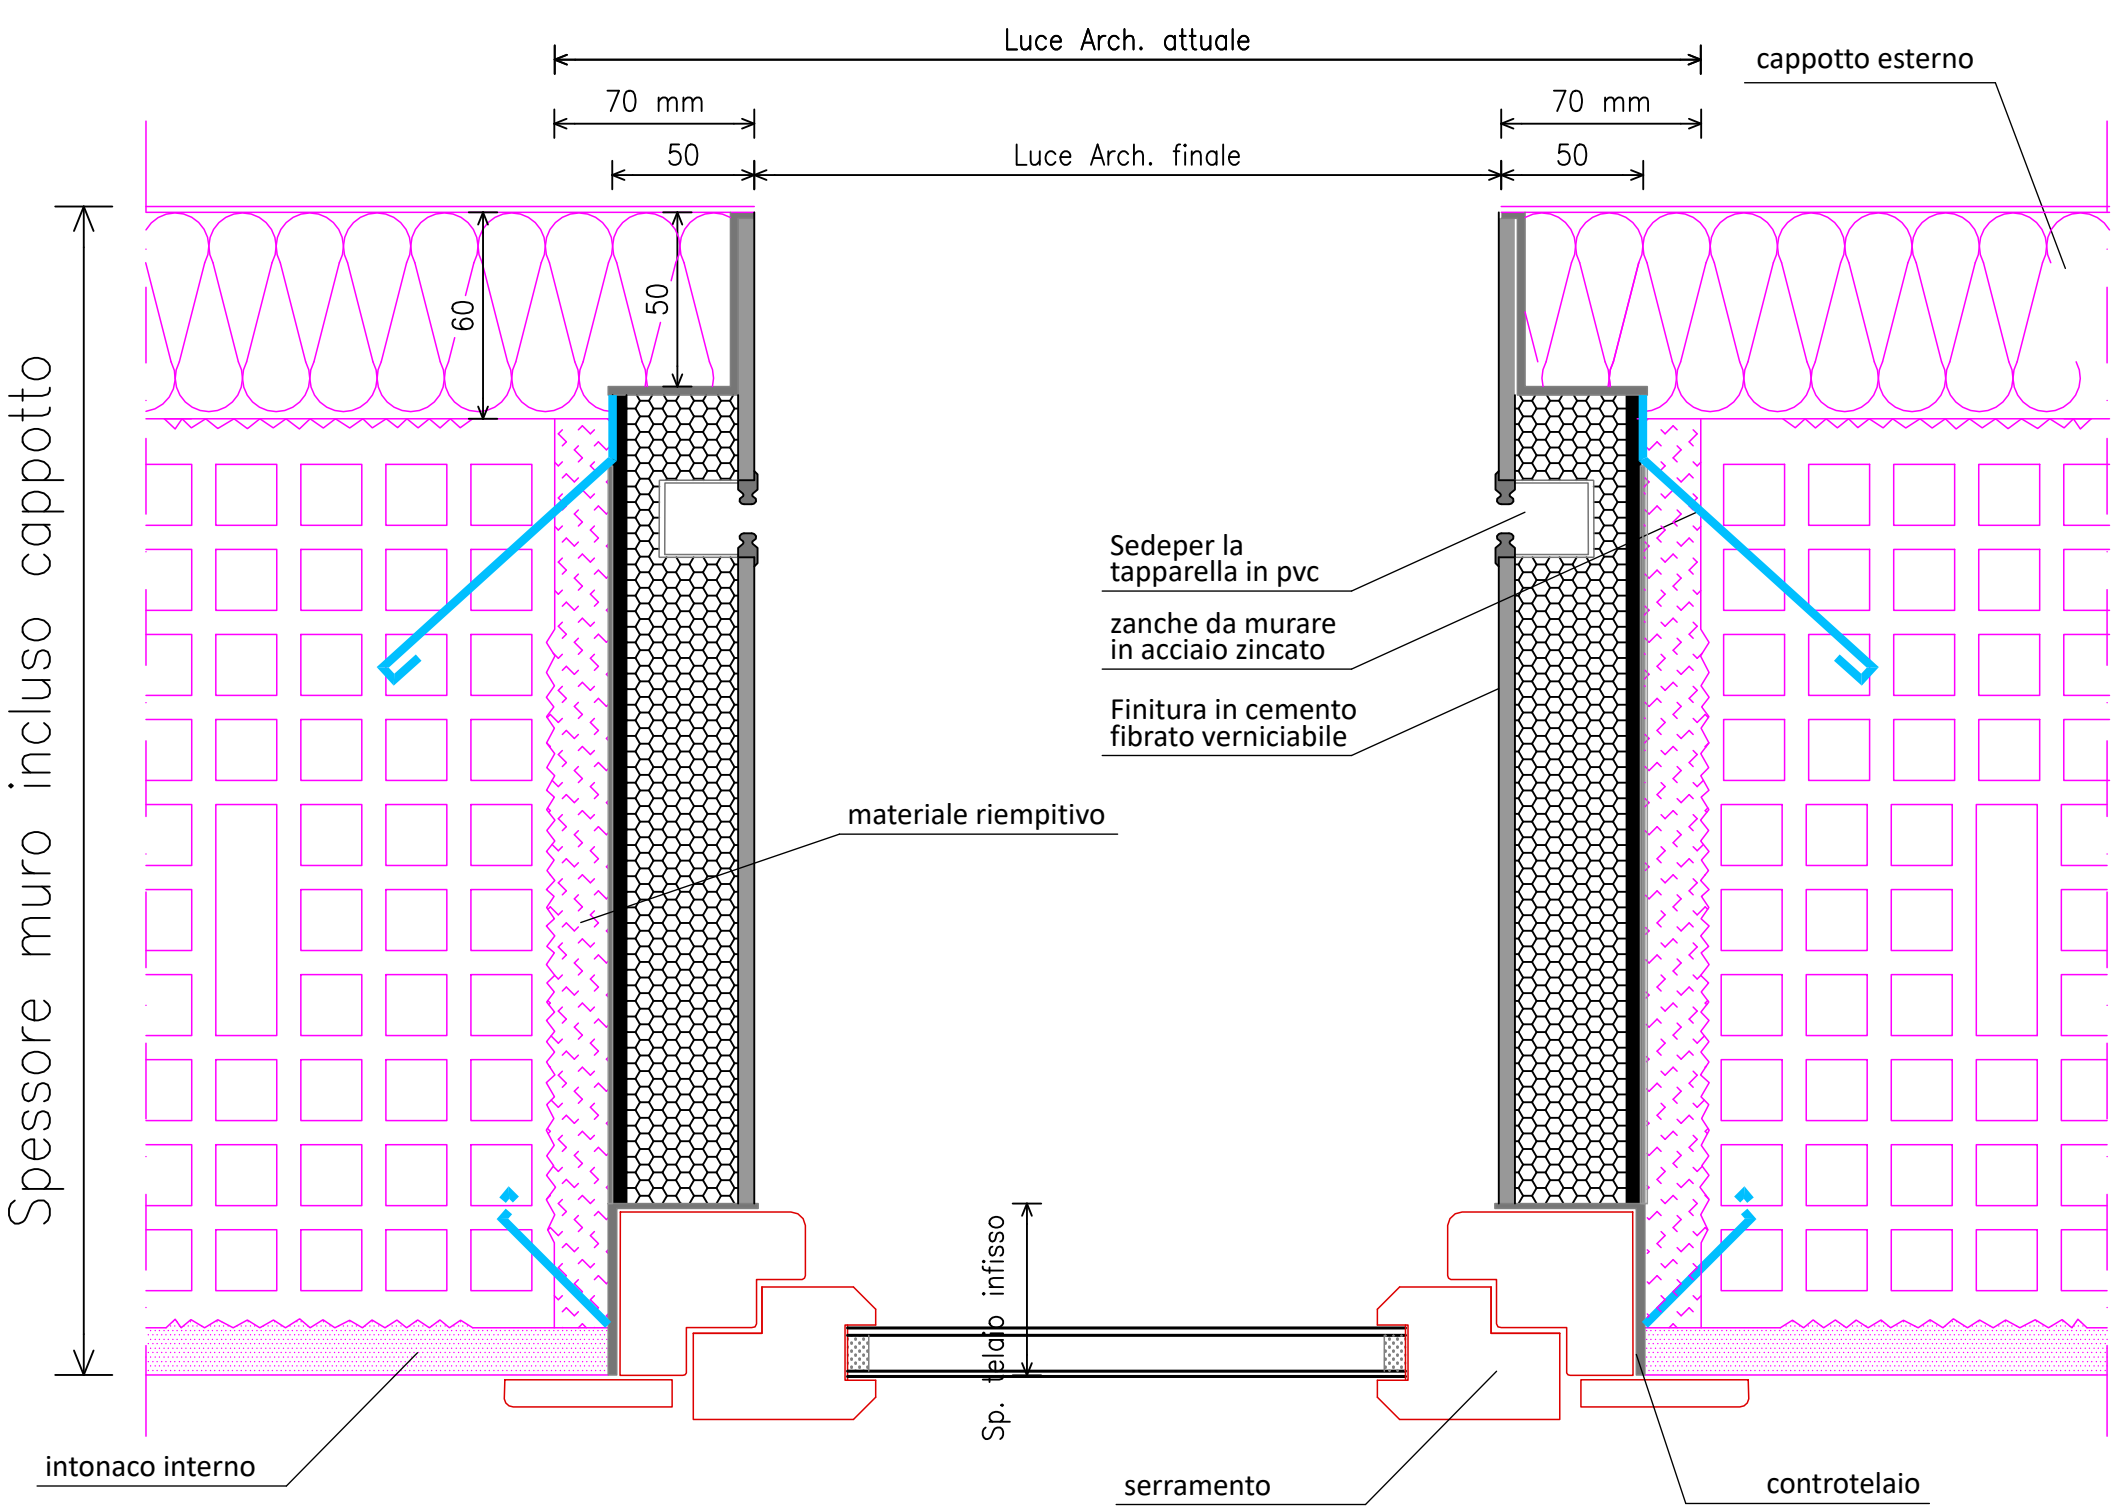 Luce Arch. attuale
cappotto esterno
70 mm
70 mm
50
Luce Arch. finale
50
60
50
Spessore muro incluso cappotto
Sedeper la
tapparella in pvc
zanche da murare
in acciaio zincato
Finitura in cemento
fibrato verniciabile
materiale riempitivo
Sp. telaio infisso
intonaco interno
serramento
controtelaio